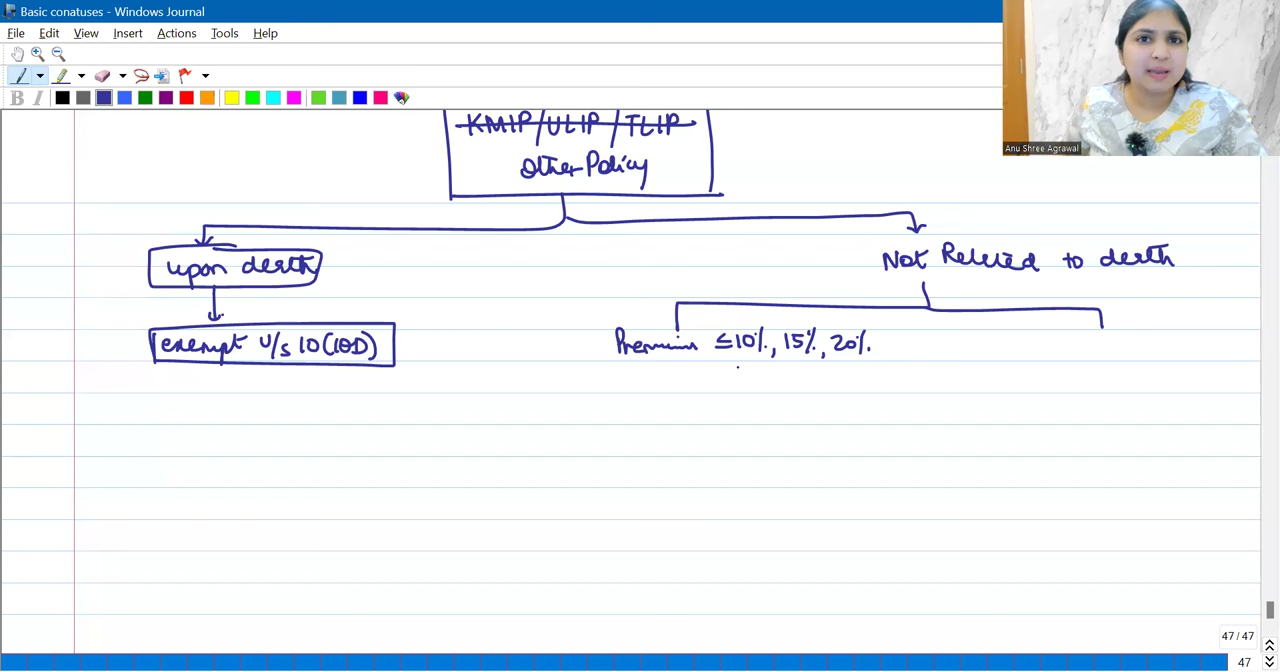 Basic conatuses - Windows Journal
File Edit View Insert Actions Tools Help
B I
Anu Shree Agrawal
KMIP/ULIP/TLIP
Other Policy
upon death
Not Related to death
exempt U/s 10(10D)
Premium ≤10%, 15%, 20%.
47 / 47
47